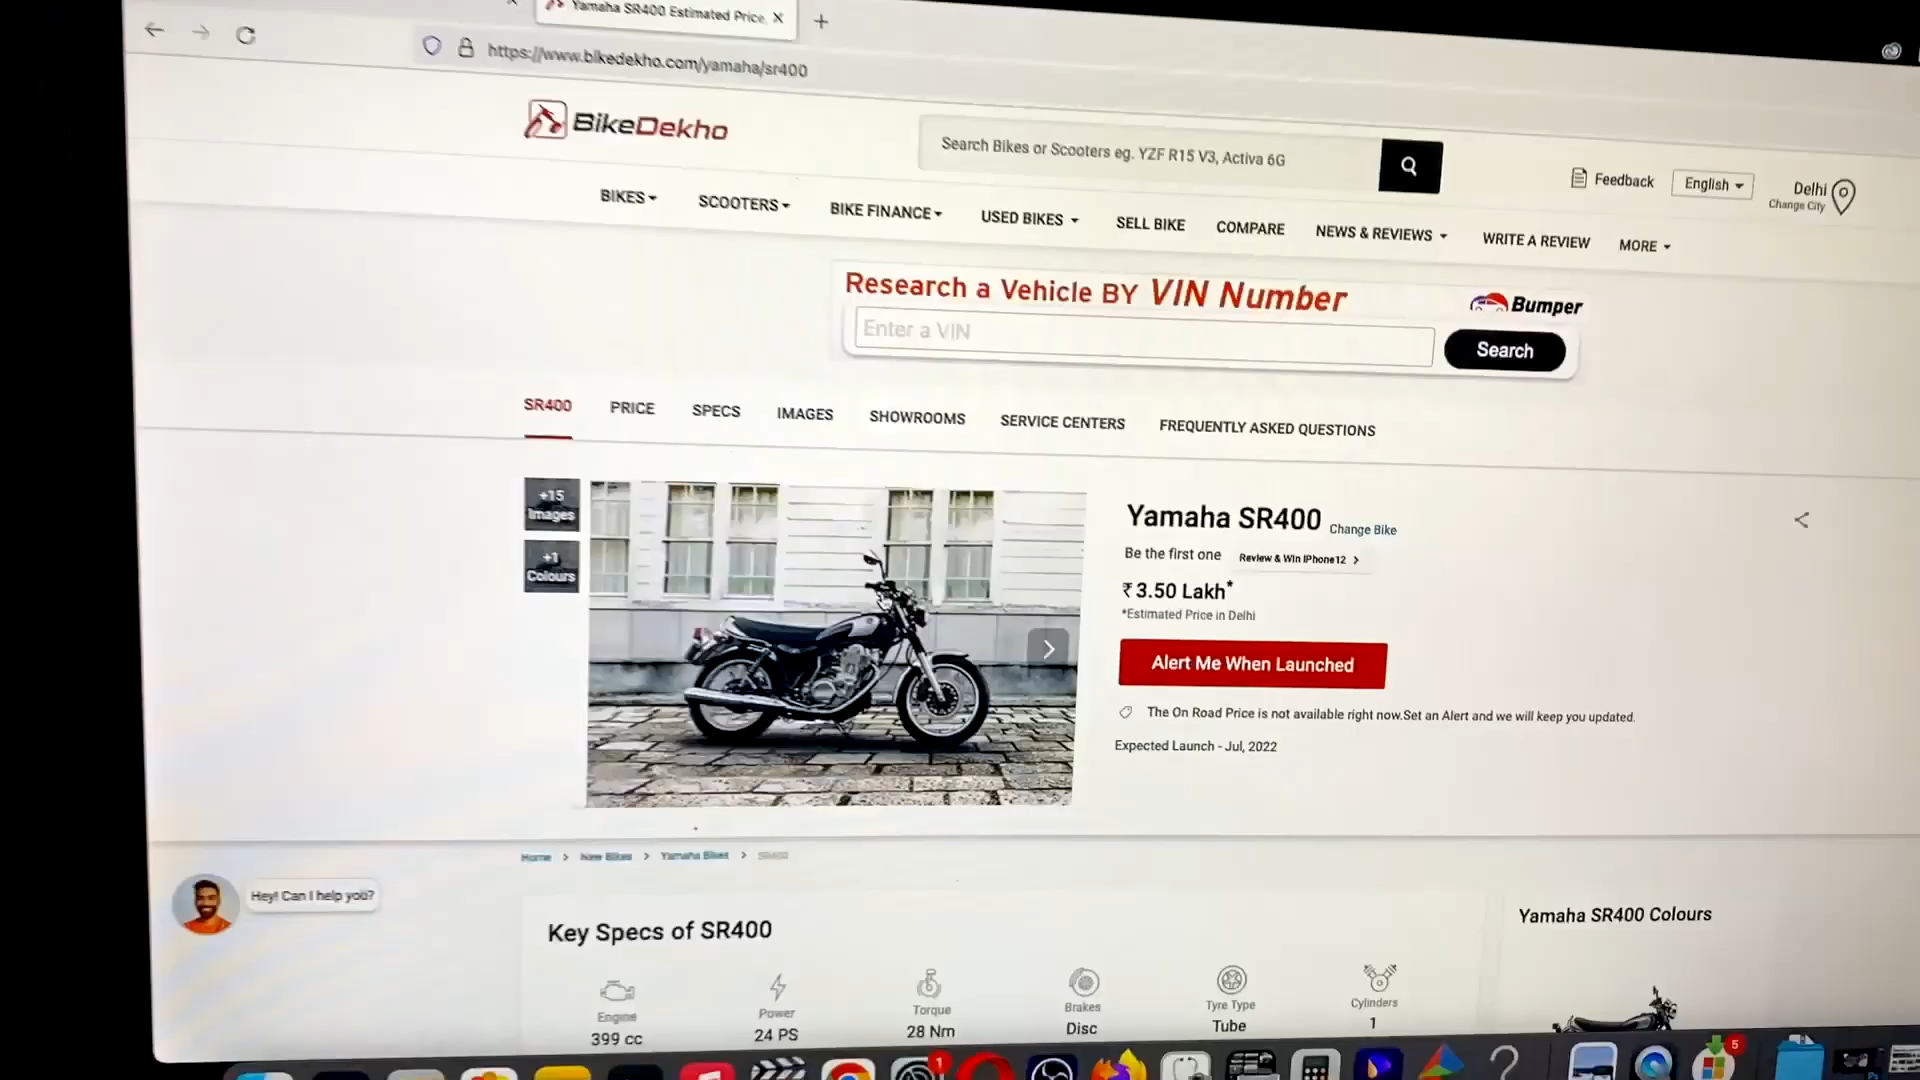 Yamaha SR400 Estimated Price,
https://www.bikedekho.com/yamaha/sr400
BikeDekho
Search Bikes or Scooters eg. YZF R15 V3, Activa 6G
Feedback
English
Delhi
Change City
BIKES
SCOOTERS
BIKE FINANCE
USED BIKES
SELL BIKE
COMPARE
NEWS & REVIEWS
WRITE A REVIEW
MORE
Research a Vehicle BY VIN Number
Bumper
Enter a VIN
Search
SR400
PRICE
SPECS
IMAGES
SHOWROOMS
SERVICE CENTERS
FREQUENTLY ASKED QUESTIONS
+15
Images
+1
Colours
Yamaha SR400 Change Bike
Be the first one Review & Win iPhone12
₹3.50 Lakh*
*Estimated Price in Delhi
Alert Me When Launched
The On Road Price is not available right now.Set an Alert and we will keep you updated.
Expected Launch - Jul, 2022
Home > New Bikes > Yamaha Bikes > SR400
Hey! Can I help you?
Key Specs of SR400
Yamaha SR400 Colours
Engine
399 cc
Power
24 PS
Torque
28 Nm
Brakes
Disc
Tyre Type
Tube
Cylinders
1
1
5